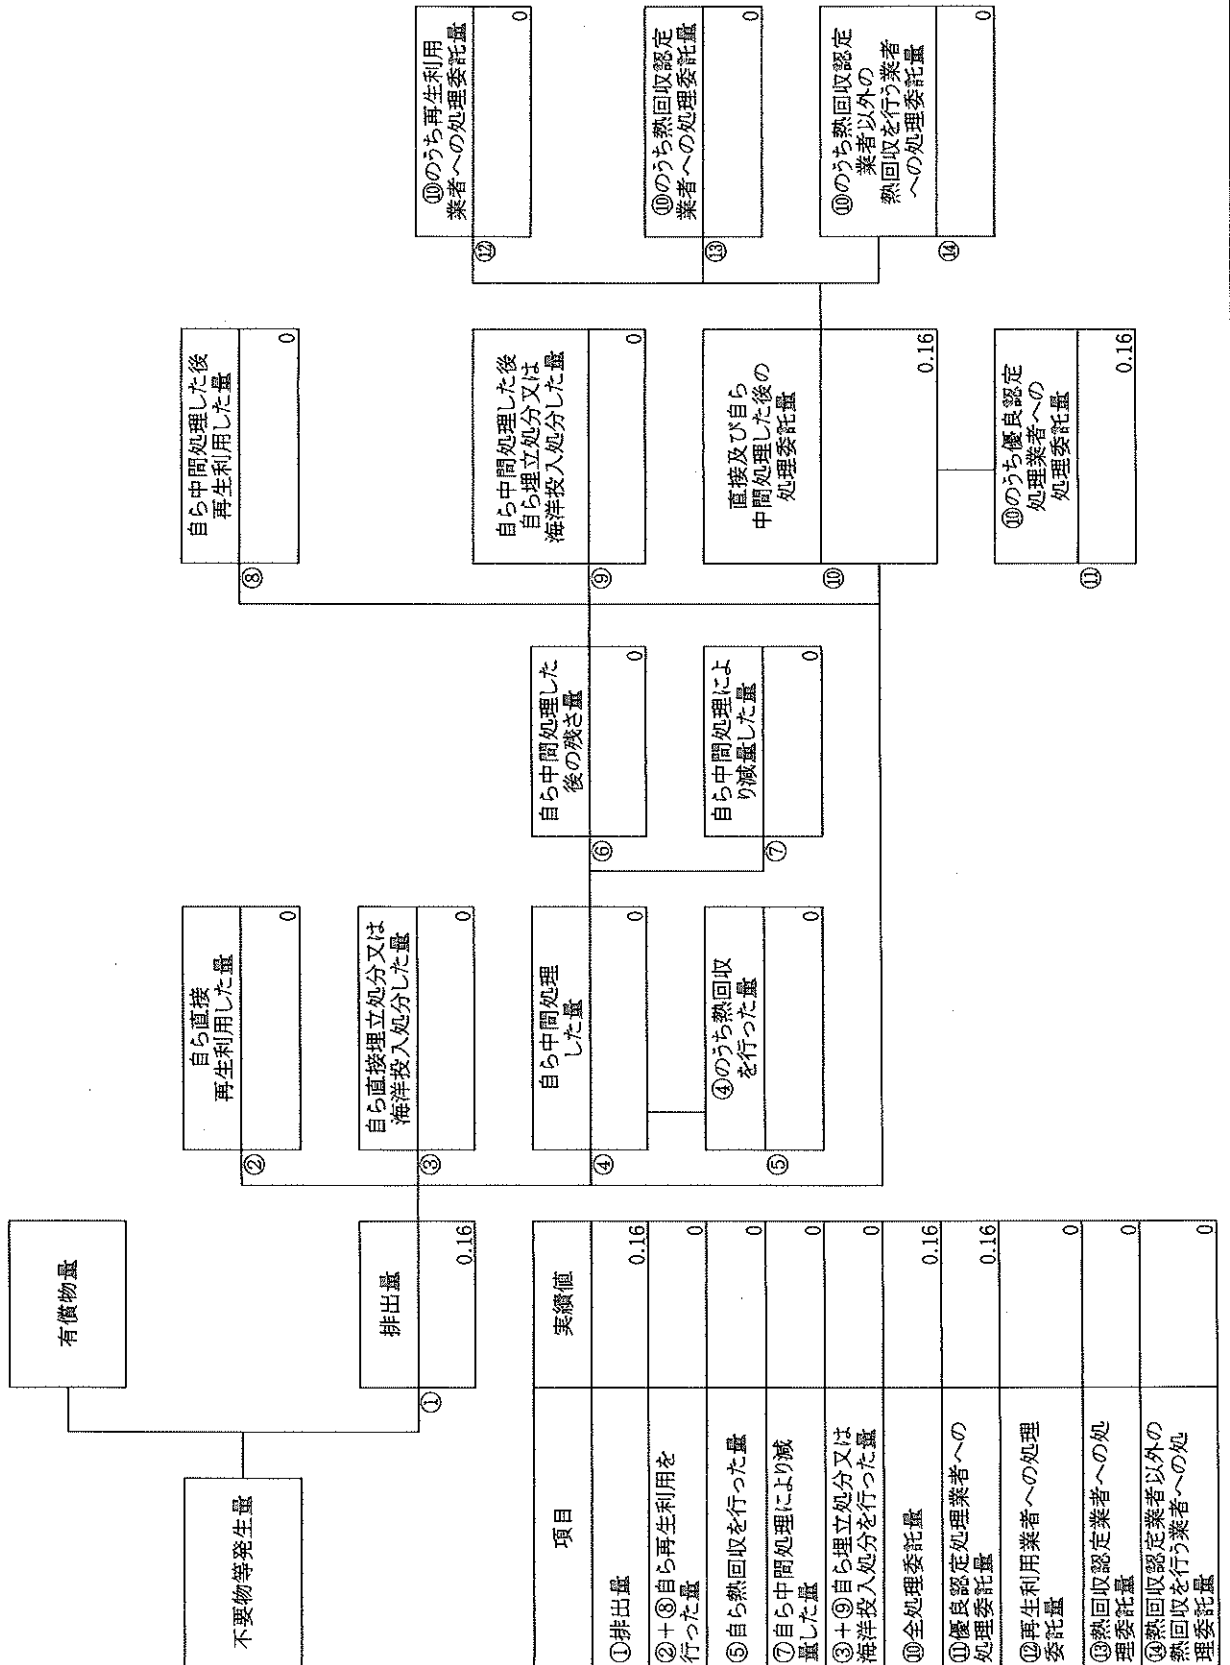 不要物等発生量
有償物量
①
排出量
0.16
②
自ら直接
再生利用した量
0
③
自ら直接埋立処分又は
海洋投入処分した量
0
④
自ら中間処理
した量
0
⑤
④のうち熱回収
を行った量
0
⑥
自ら中間処理した
後の残さ量
0
⑦
自ら中間処理によ
り減量した量
0
⑧
自ら中間処理した後
再生利用した量
0
⑨
自ら中間処理した後
自ら埋立処分又は
海洋投入処分した量
0
⑩
直接及び自ら
中間処理した後の
処理委託量
0.16
⑪
⑩のうち優良認定
処理業者への
処理委託量
0.16
⑫
⑩のうち再生利用
業者への処理委託量
0
⑬
⑩のうち熱回収認定
業者への処理委託量
0
⑭
⑩のうち熱回収認定
業者以外の
熱回収を行う業者
への処理委託量
0
項目 実績値
①排出量 0.16
②+⑧自ら再生利用を
行った量 0
⑤自ら熱回収を行った量 0
⑦自ら中間処理により減
量した量 0
③+⑨自ら埋立処分又は
海洋投入処分を行った量 0
⑩全処理委託量 0.16
⑪優良認定処理業者への
処理委託量 0.16
⑫再生利用業者への処理
委託量 0
⑬熱回収認定業者への処
理委託量 0
⑭熱回収認定業者以外の
熱回収を行う業者への処
理委託量 0